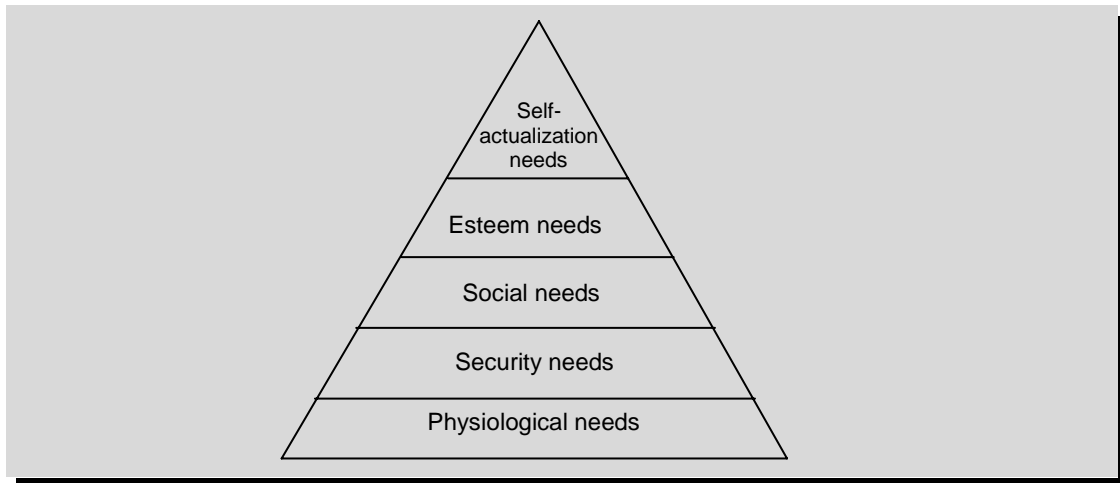 Self-
actualization
needs
Esteem needs
Social needs
Security needs
Physiological needs